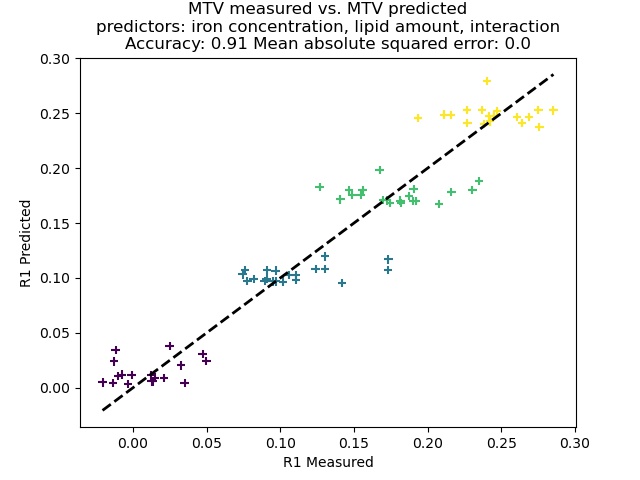 MTV measured vs. MTV predicted
predictors: iron concentration, lipid amount, interaction
Accuracy: 0.91 Mean absolute squared error: 0.0
0.30
0.25
0.20
0.15
0.10
0.05
0.00
R1 Predicted
0.00 0.05 0.10 0.15 0.20 0.25 0.30
R1 Measured